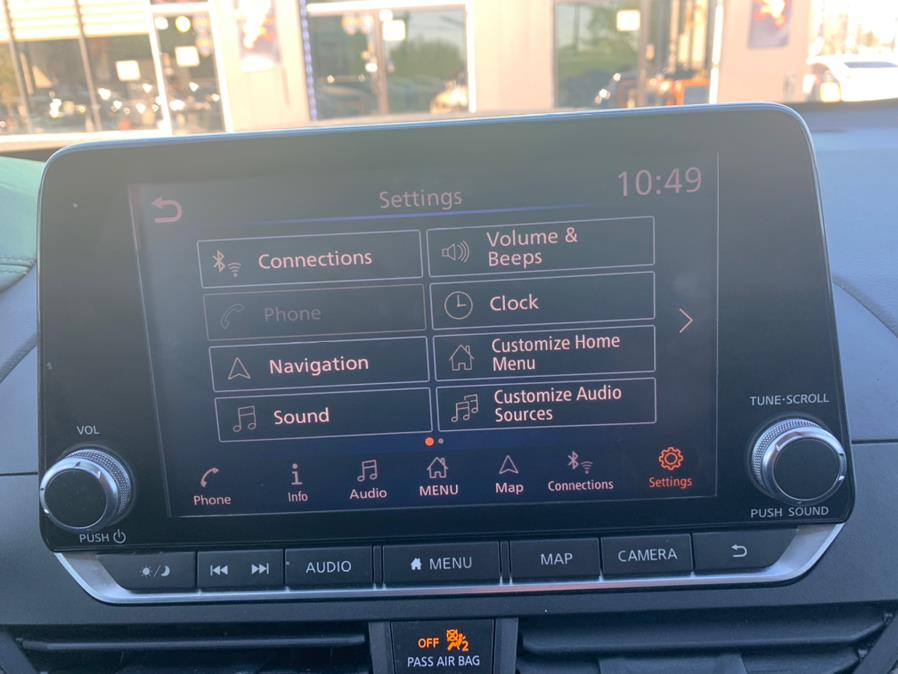 Settings
10:49
Connections
Volume &
Beeps
Phone
Clock
Navigation
Customize Home
Menu
Sound
Customize Audio
Sources
Phone
Info
Audio
MENU
Map
Connections
Settings
VOL
PUSH
TUNE·SCROLL
PUSH SOUND
AUDIO
MENU
MAP
CAMERA
OFF 2
PASS AIR BAG